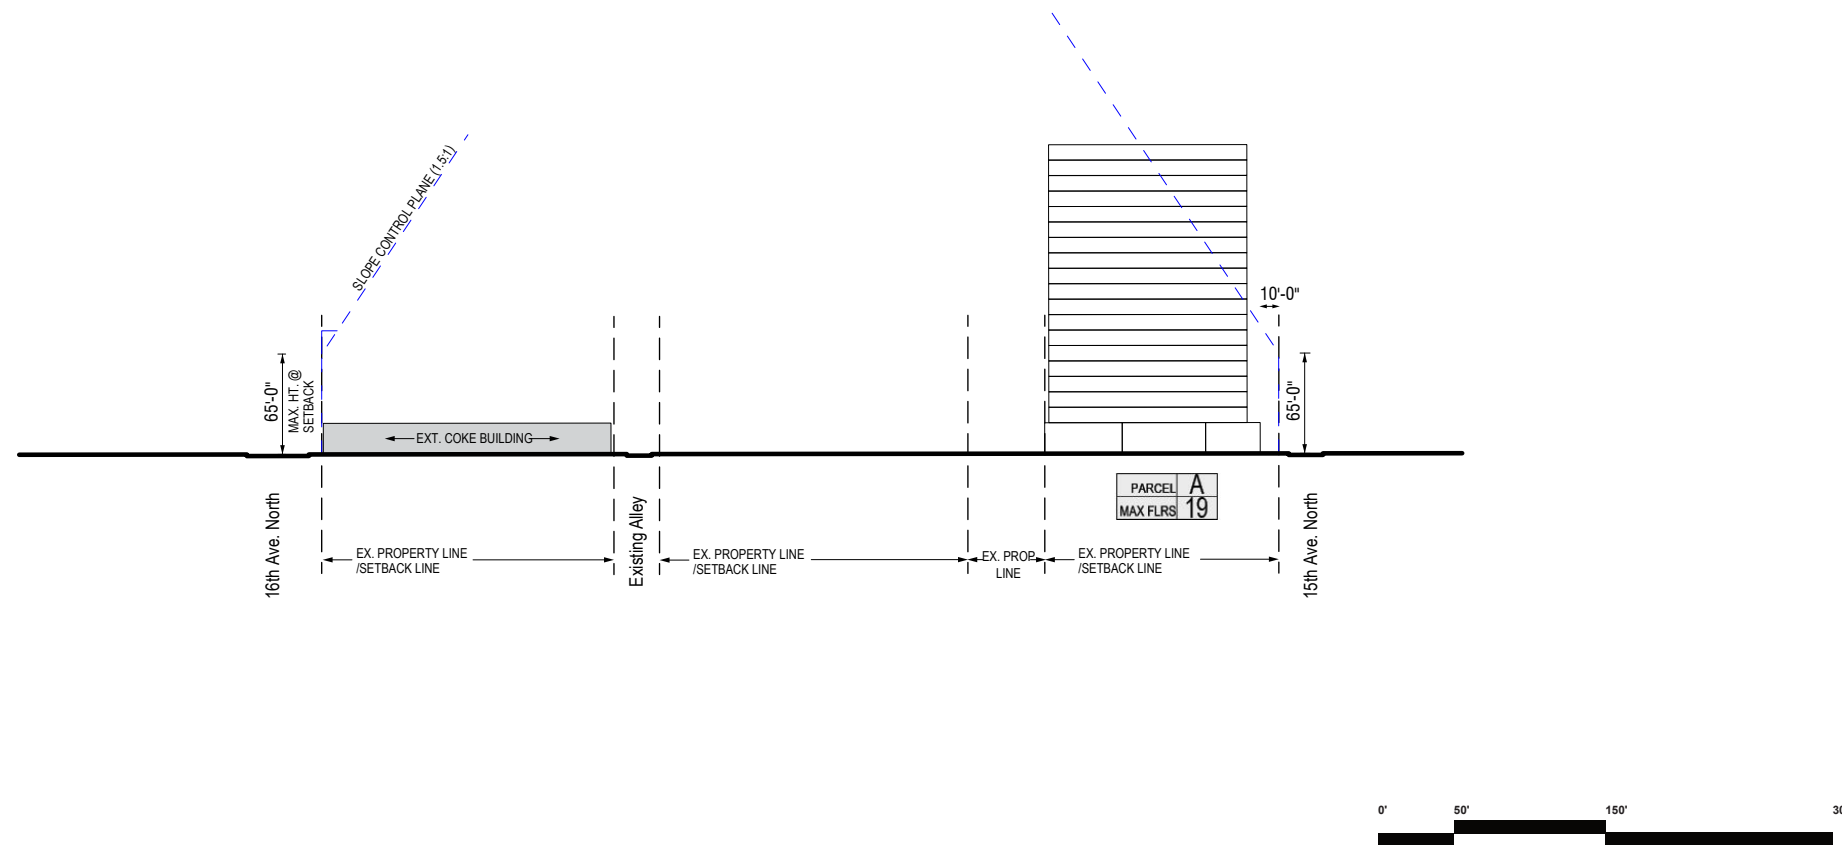 SLOPE CONTROL PLANE (1.5:1)
10'-0"
65'-0"
MAX. HT. @
SETBACK
65'-0"
EXT. COKE BUILDING
PARCEL A
MAX FLRS 19
16th Ave. North
EX. PROPERTY LINE
/SETBACK LINE
Existing Alley
EX. PROPERTY LINE
/SETBACK LINE
EX. PROP
LINE
EX. PROPERTY LINE
/SETBACK LINE
15th Ave. North
0' 50' 150' 30